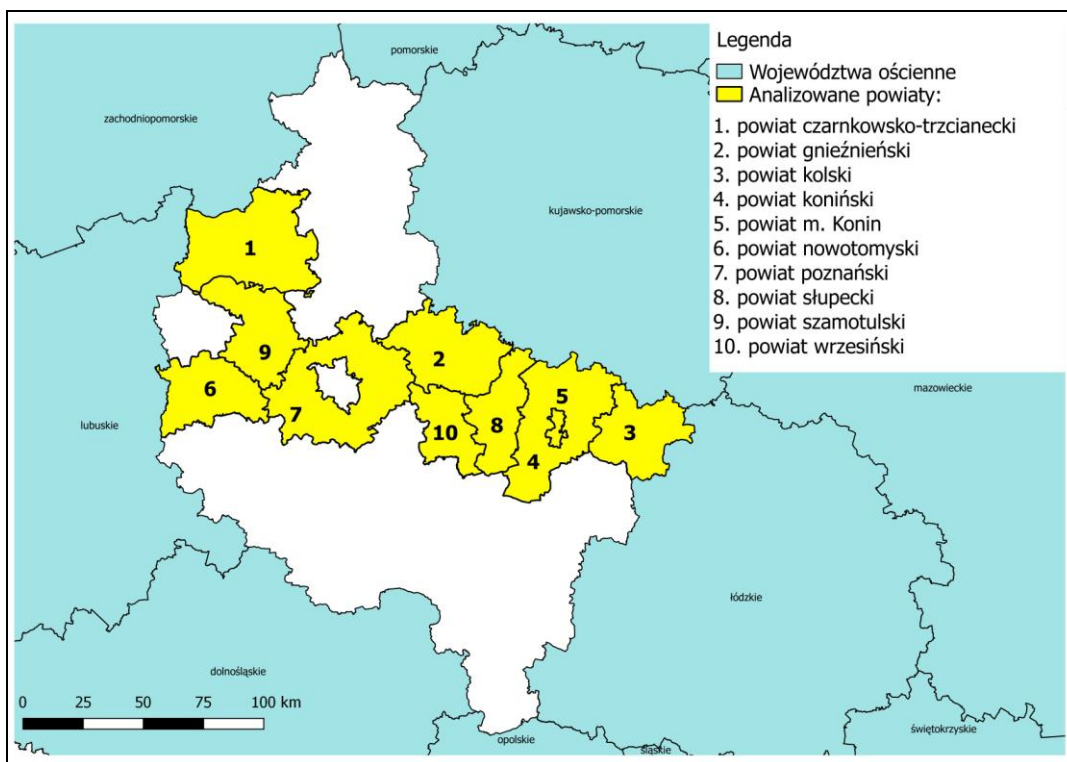 Legenda
Województwa ościenne
Analizowane powiaty:
1. powiat czarnkowsko-trzcianecki
2. powiat gnieźnieński
3. powiat kolski
4. powiat koniński
5. powiat m. Konin
6. powiat nowotomyski
7. powiat poznański
8. powiat słupecki
9. powiat szamotulski
10. powiat wrzesiński
pomorskie
zachodniopomorskie
kujawsko-pomorskie
1
2
9
5
6
7
10
8
3
4
mazowieckie
lubuskie
łódzkie
dolnośląskie
0 25 50 75 100 km
opolskie
śląskie
świętokrzyskie